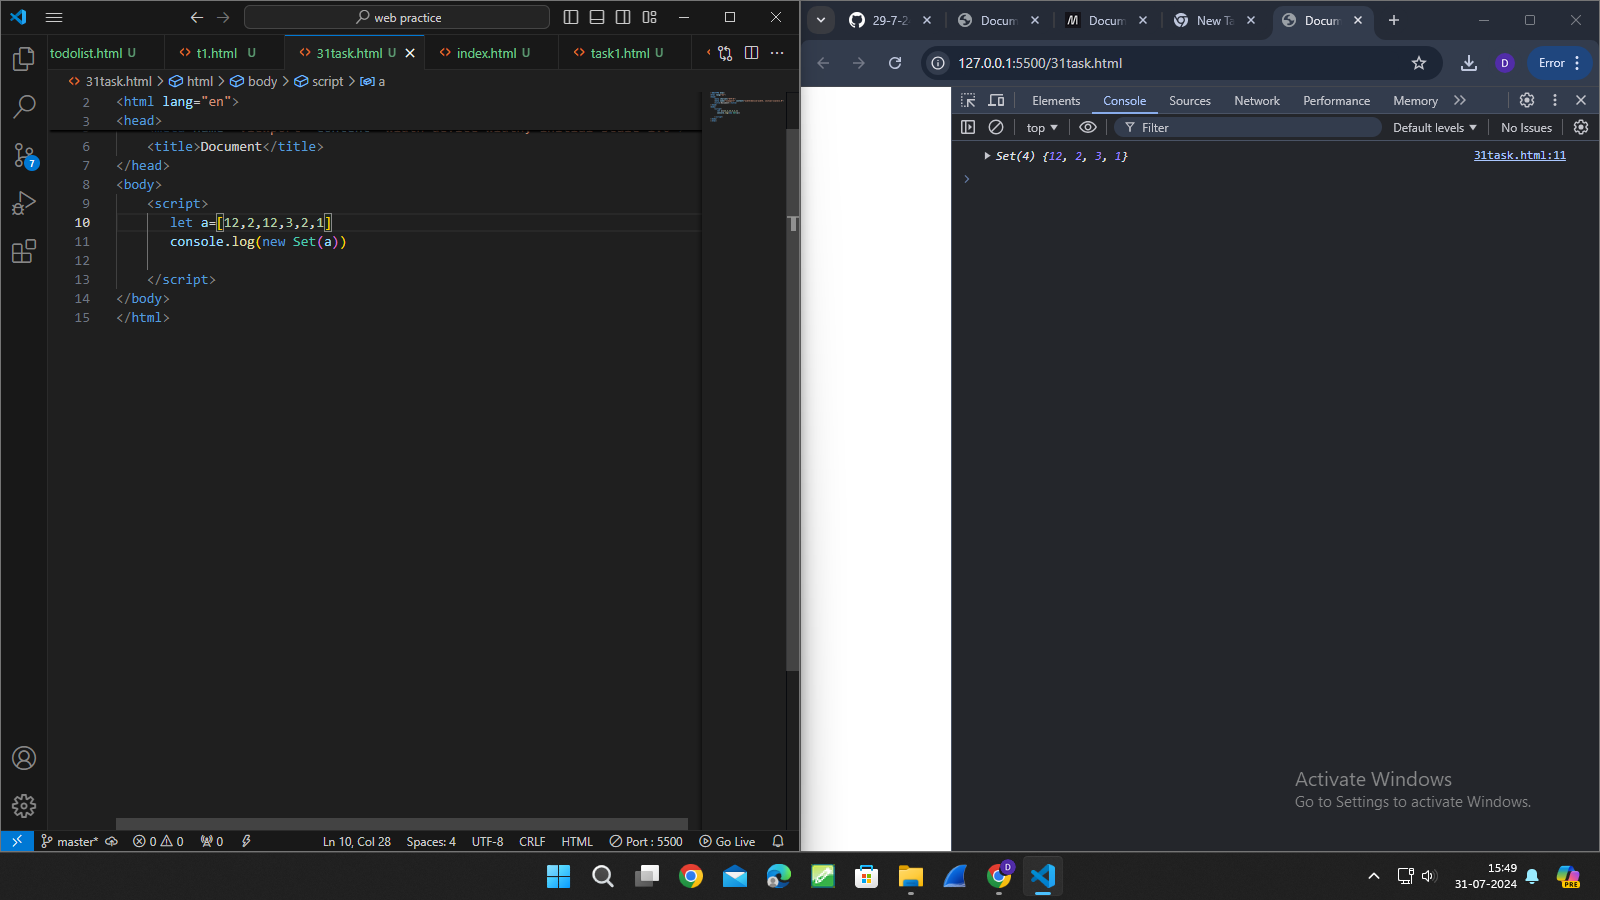 web practice
todolist.html U
t1.html U
31task.html U
index.html U
task1.html U
31task.html > html > body > script > a
2 <html lang="en">
3 <head>
6 <title>Document</title>
7 </head>
8 <body>
9 <script>
10 let a=[12,2,12,3,2,1]
11 console.log(new Set(a))
12
13 </script>
14 </body>
15 </html>
7
master*
0 0
0
Ln 10, Col 28
Spaces: 4
UTF-8
CRLF
HTML
Port : 5500
Go Live
29-7-2
Docum
M Docum
New Ta
Docum
127.0.0.1:5500/31task.html
D
Error
Elements
Console
Sources
Network
Performance
Memory
top
Filter
Default levels
No Issues
Set(4) {12, 2, 3, 1}
31task.html:11
Activate Windows
Go to Settings to activate Windows.
D
15:49
31-07-2024
PRE